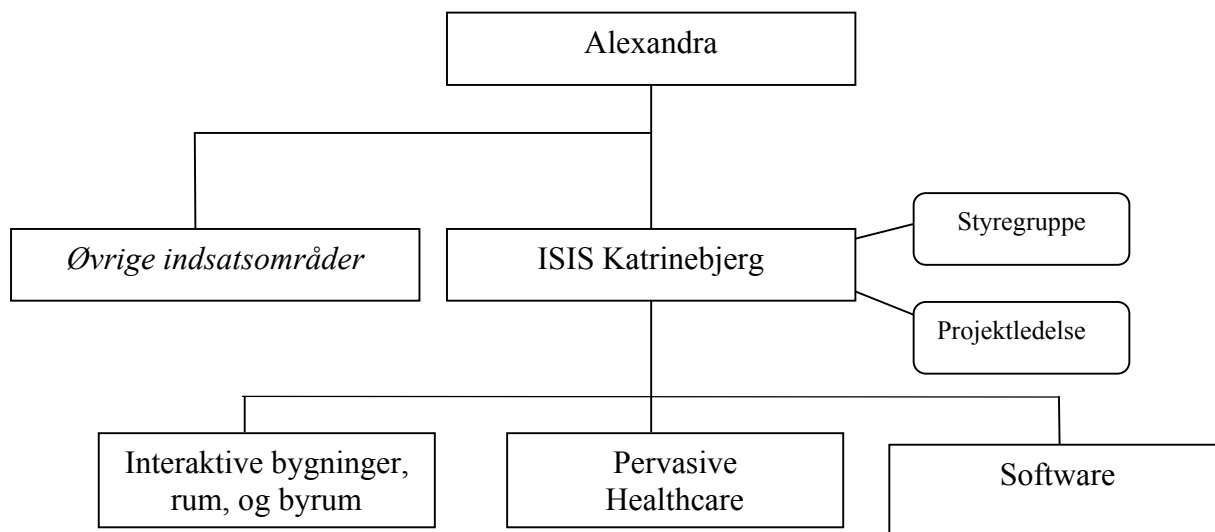 Alexandra
Øvrige indsatsområder
ISIS Katrinebjerg
Styregruppe
Projektledelse
Interaktive bygninger,
rum, og byrum
Pervasive
Healthcare
Software